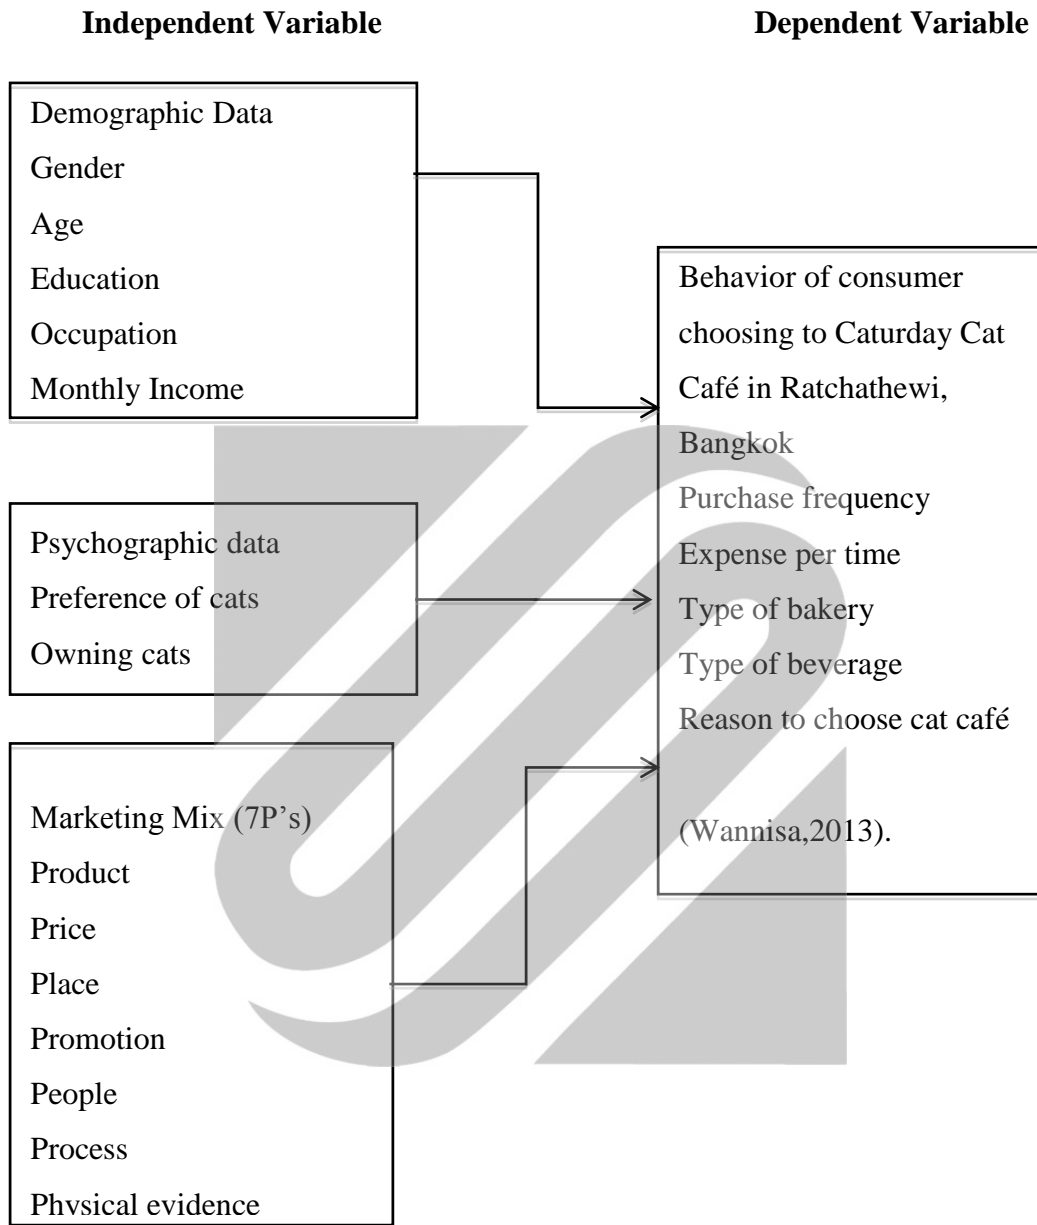 Independent Variable
Dependent Variable
Demographic Data
Gender
Age
Education
Occupation
Monthly Income
Psychographic data
Preference of cats
Owning cats
Marketing Mix (7P’s)
Product
Price
Place
Promotion
People
Process
Physical evidence
Behavior of consumer
choosing to Caturday Cat
Café in Ratchathewi,
Bangkok
Purchase frequency
Expense per time
Type of bakery
Type of beverage
Reason to choose cat café
(Wannisa,2013).